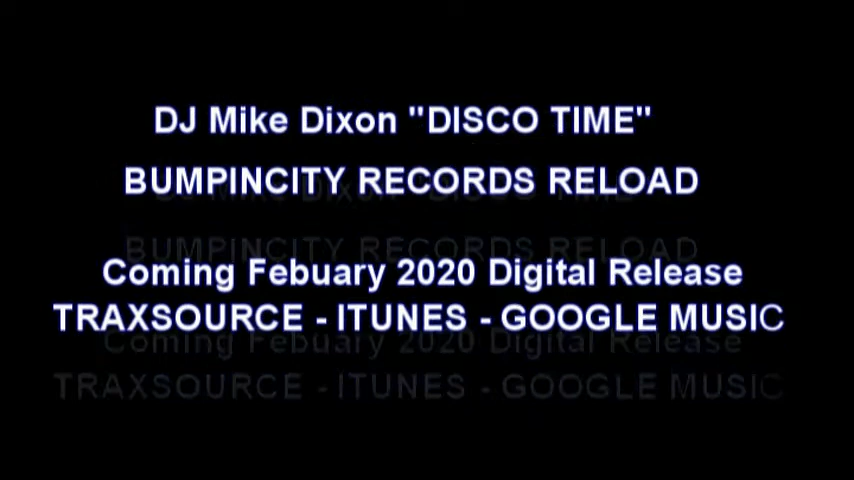 DJ Mike Dixon "DISCO TIME"
BUMPINCITY RECORDS RELOAD
Coming Febuary 2020 Digital Release
TRAXSOURCE - ITUNES - GOOGLE MUSIC